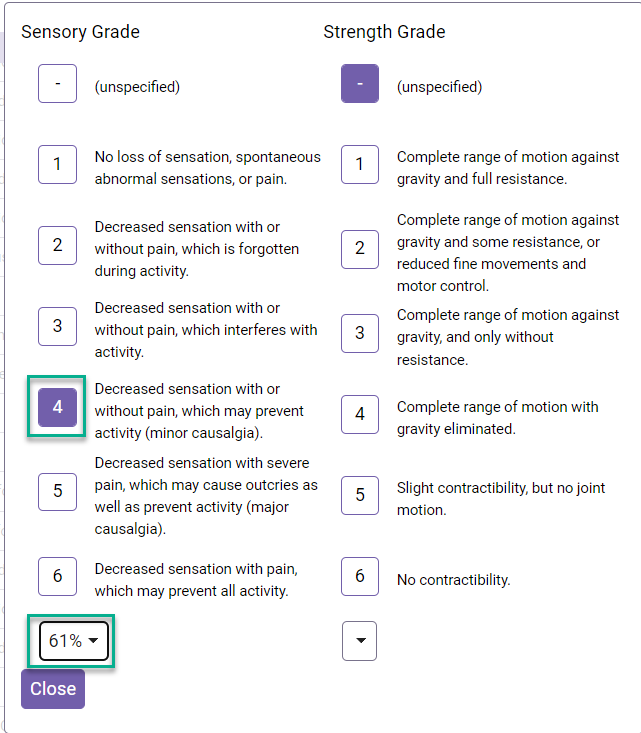 Sensory Grade
Strength Grade
-
(unspecified)
-
(unspecified)
1
No loss of sensation, spontaneous
abnormal sensations, or pain.
1
Complete range of motion against
gravity and full resistance.
2
Decreased sensation with or
without pain, which is forgotten
during activity.
2
Complete range of motion against
gravity and some resistance, or
reduced fine movements and
motor control.
3
Decreased sensation with or
without pain, which interferes with
activity.
3
Complete range of motion against
gravity, and only without
resistance.
4
Decreased sensation with or
without pain, which may prevent
activity (minor causalgia).
4
Complete range of motion with
gravity eliminated.
5
Decreased sensation with severe
pain, which may cause outcries as
well as prevent activity (major
causalgia).
5
Slight contractibility, but no joint
motion.
6
Decreased sensation with pain,
which may prevent all activity.
6
No contractibility.
61%
Close